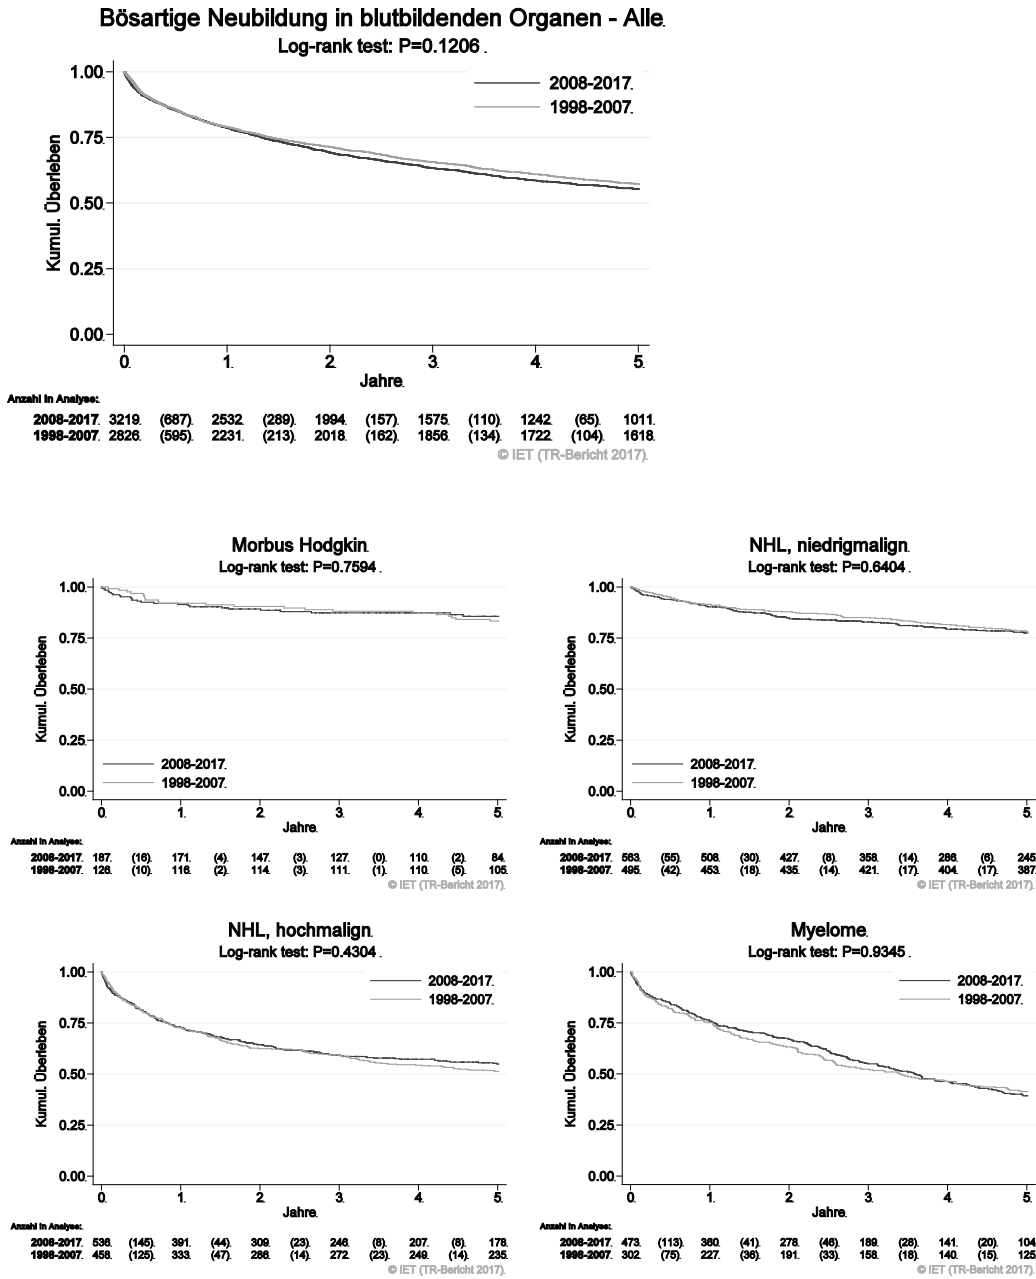 Bösartige Neubildung in blutbildenden Organen - Alle.
Log-rank test: P=0.1206 .
2008-2017.
1998-2007.
Kumul. Überleben
1.00.
0.75.
0.50.
0.25.
0.00.
0. 1. 2. 3. 4. 5.
Jahre.
Anzahl in Analyse:.
2008-2017. 3219. (687). 2532. (289). 1994. (157). 1575. (110). 1242. (65). 1011.
1998-2007. 2826. (595). 2231. (213). 2018. (162). 1856. (134). 1722. (104). 1618.
© IET (TR-Bericht 2017).
Morbus Hodgkin.
Log-rank test: P=0.7594 .
Kumul. Überleben
1.00.
0.75.
0.50.
0.25.
0.00.
2008-2017.
1998-2007.
0. 1. 2. 3. 4. 5.
Jahre.
Anzahl in Analyse:.
2008-2017. 187. (16). 171. (4). 147. (3). 127. (0). 110. (2). 84.
1998-2007. 126. (10). 116. (2). 114. (3). 111. (1). 110. (5). 105.
© IET (TR-Bericht 2017).
NHL, niedrigmalign.
Log-rank test: P=0.6404 .
Kumul. Überleben
1.00.
0.75.
0.50.
0.25.
0.00.
2008-2017.
1998-2007.
0. 1. 2. 3. 4. 5.
Jahre.
Anzahl in Analyse:.
2008-2017. 563. (55). 508. (30). 427. (8). 358. (14). 286. (6). 245.
1998-2007. 495. (42). 453. (18). 435. (14). 421. (17). 404. (17). 387.
© IET (TR-Bericht 2017).
NHL, hochmalign.
Log-rank test: P=0.4304 .
2008-2017.
1998-2007.
Kumul. Überleben
1.00.
0.75.
0.50.
0.25.
0.00.
0. 1. 2. 3. 4. 5.
Jahre.
Anzahl in Analyse:.
2008-2017. 536. (145). 391. (44). 309. (23). 246. (8). 207. (8). 178.
1998-2007. 458. (125). 333. (47). 286. (14). 272. (23). 249. (14). 235.
© IET (TR-Bericht 2017).
Myelome.
Log-rank test: P=0.9345 .
2008-2017.
1998-2007.
Kumul. Überleben
1.00.
0.75.
0.50.
0.25.
0.00.
0. 1. 2. 3. 4. 5.
Jahre.
Anzahl in Analyse:.
2008-2017. 473. (113). 360. (41). 278. (46). 189. (28). 141. (20). 104.
1998-2007. 302. (75). 227. (36). 191. (33). 158. (18). 140. (15). 125.
© IET (TR-Bericht 2017).